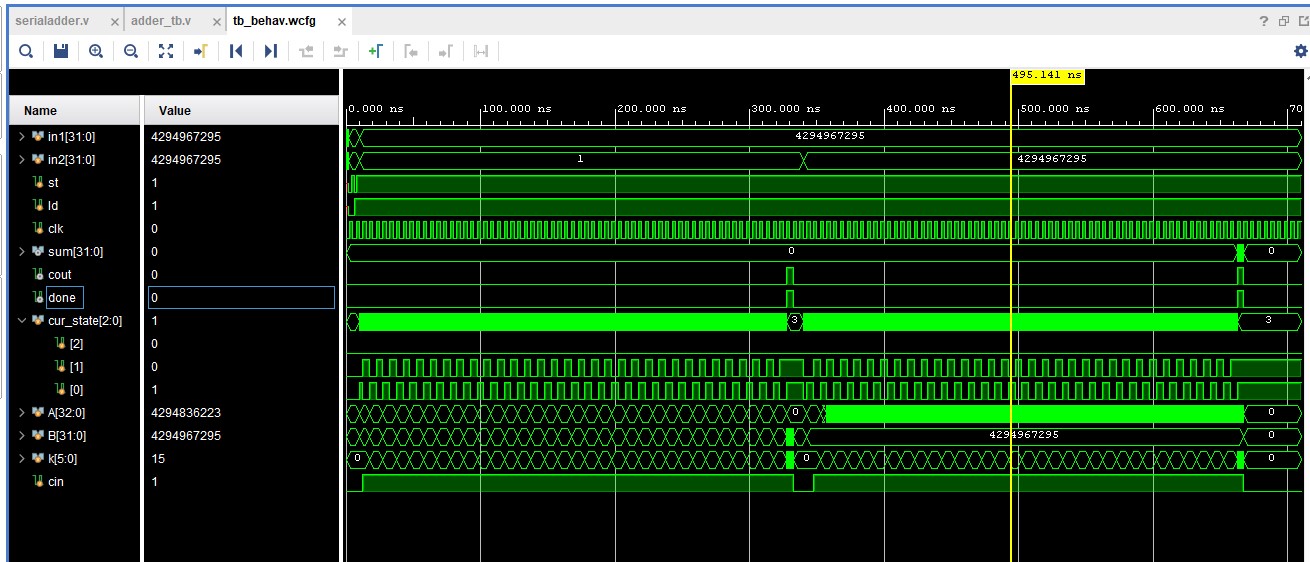 serialadder.v × adder_tb.v × tb_behav.wcfg × ?
495.141 ns
Name Value
0.000 ns 100.000 ns 200.000 ns 300.000 ns 400.000 ns 500.000 ns 600.000 ns 70
in1[31:0] 4294967295 4294967295
in2[31:0] 4294967295 1 4294967295
st 1
ld 1
clk 0
sum[31:0] 0 0 0
cout 0
done 0
cur_state[2:0] 1 3 3
[2] 0
[1] 0
[0] 1
A[32:0] 4294836223 0 0
B[31:0] 4294967295 4294967295 0
k[5:0] 15 0 0 0
cin 1